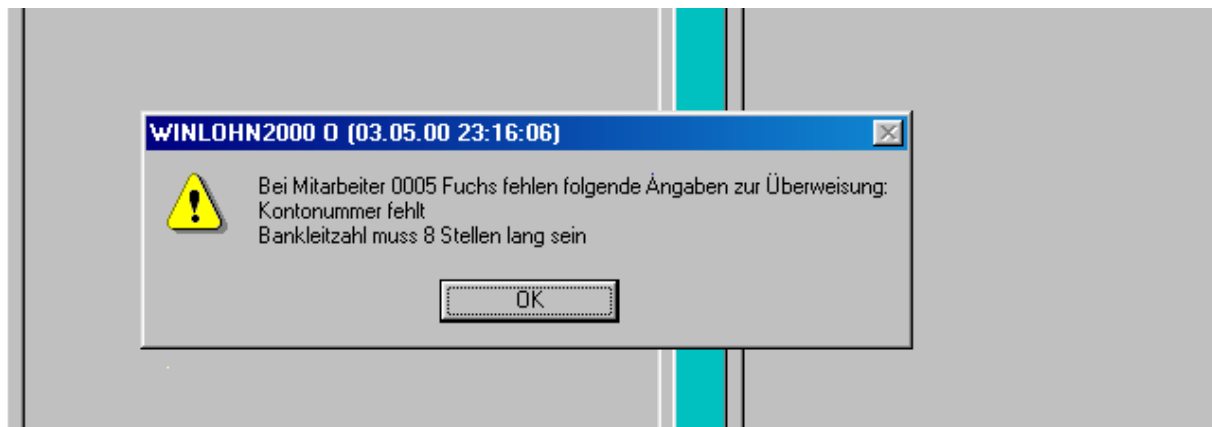 WINLOHN2000 O (03.05.00 23:16:06)
Bei Mitarbeiter 0005 Fuchs fehlen folgende Angaben zur Überweisung:
Kontonummer fehlt
Bankleitzahl muss 8 Stellen lang sein
OK